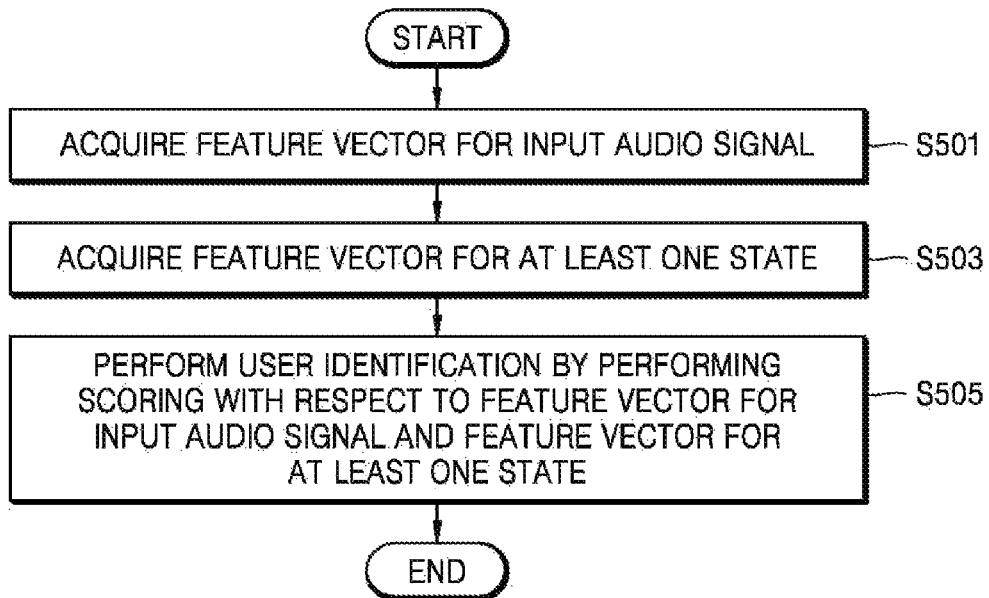 START
ACQUIRE FEATURE VECTOR FOR INPUT AUDIO SIGNAL
S501
ACQUIRE FEATURE VECTOR FOR AT LEAST ONE STATE
S503
PERFORM USER IDENTIFICATION BY PERFORMING
SCORING WITH RESPECT TO FEATURE VECTOR FOR
INPUT AUDIO SIGNAL AND FEATURE VECTOR FOR
AT LEAST ONE STATE
S505
END